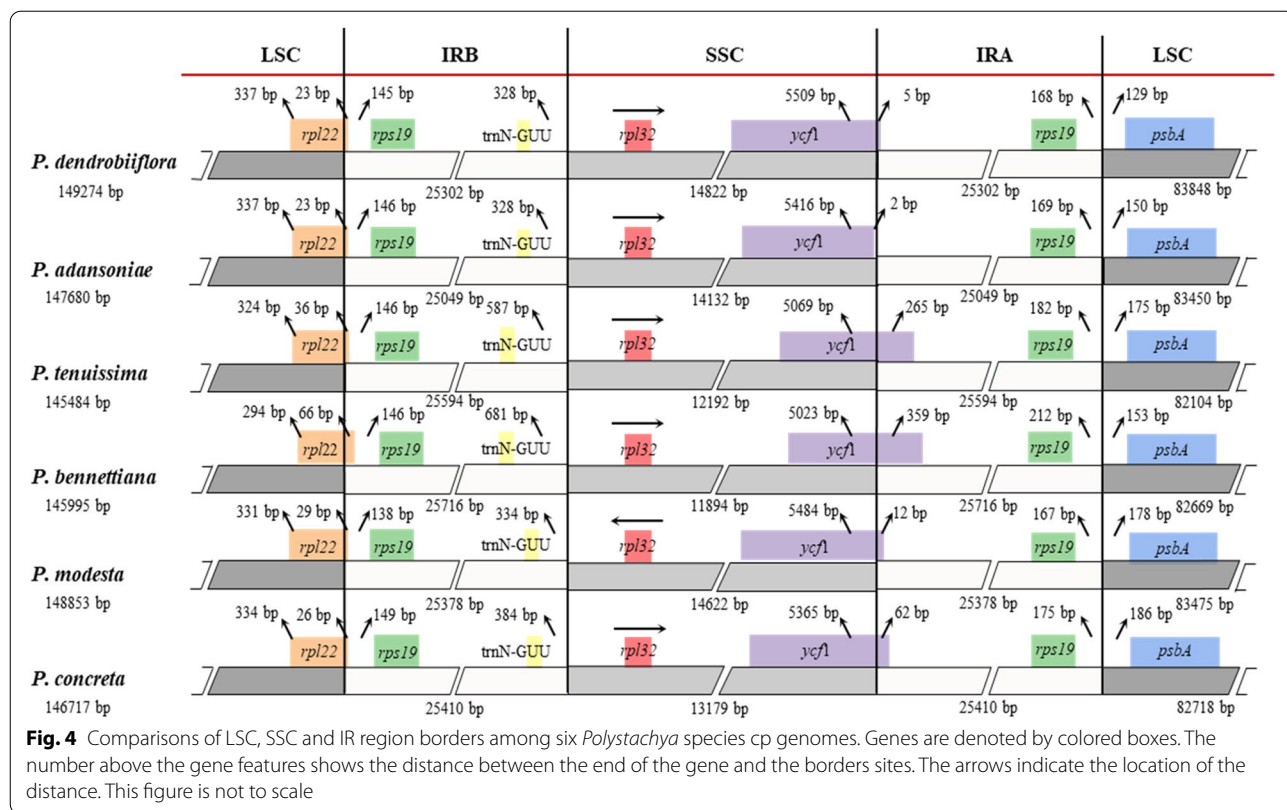 LSC IRB SSC IRA LSC
337 bp 23 bp 145 bp 328 bp 5509 bp 5 bp 168 bp 129 bp
rpl22 rps19 trnN-GUU rpl32 ycf1 rps19 psbA
P. dendrobiiflora
149274 bp 25302 bp 14822 bp 25302 bp 83848 bp
337 bp 23 bp 146 bp 328 bp 5416 bp 2 bp 169 bp 150 bp
rpl22 rps19 trnN-GUU rpl32 ycf1 rps19 psbA
P. adansoniae
147680 bp 25049 bp 14132 bp 25049 bp 83450 bp
324 bp 36 bp 146 bp 587 bp 5069 bp 265 bp 182 bp 175 bp
rpl22 rps19 trnN-GUU rpl32 ycf1 rps19 psbA
P. tenuissima
145484 bp 25594 bp 12192 bp 25594 bp 82104 bp
294 bp 66 bp 146 bp 681 bp 5023 bp 359 bp 212 bp 153 bp
rpl22 rps19 trnN-GUU rpl32 ycf1 rps19 psbA
P. bennettiana
145995 bp 25716 bp 11894 bp 25716 bp 82669 bp
331 bp 29 bp 138 bp 334 bp 5484 bp 12 bp 167 bp 178 bp
rpl22 rps19 trnN-GUU rpl32 ycf1 rps19 psbA
P. modesta
148853 bp 25378 bp 14622 bp 25378 bp 83475 bp
334 bp 26 bp 149 bp 384 bp 5365 bp 62 bp 175 bp 186 bp
rpl22 rps19 trnN-GUU rpl32 ycf1 rps19 psbA
P. concreta
146717 bp 25410 bp 13179 bp 25410 bp 82718 bp
Fig. 4 Comparisons of LSC, SSC and IR region borders among six Polystachya species cp genomes. Genes are denoted by colored boxes. The
number above the gene features shows the distance between the end of the gene and the borders sites. The arrows indicate the location of the
distance. This figure is not to scale